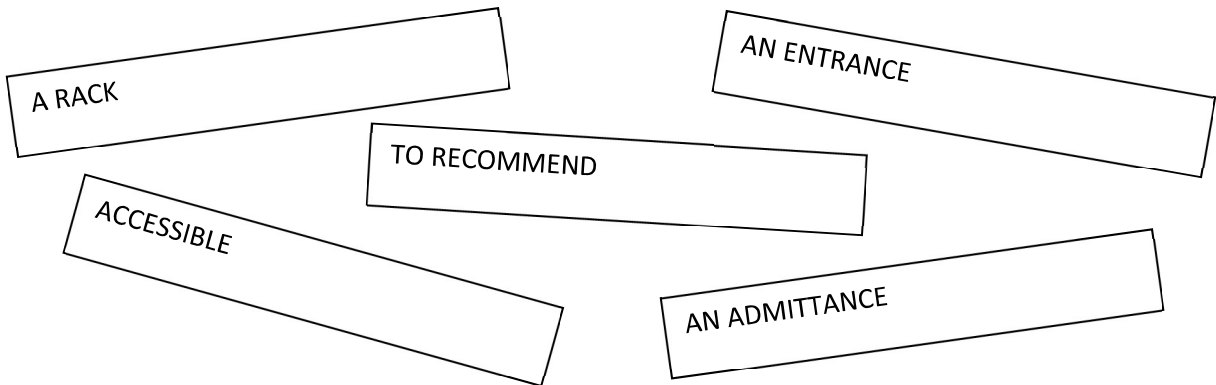 A RACK
AN ENTRANCE
TO RECOMMEND
ACCESSIBLE
AN ADMITTANCE